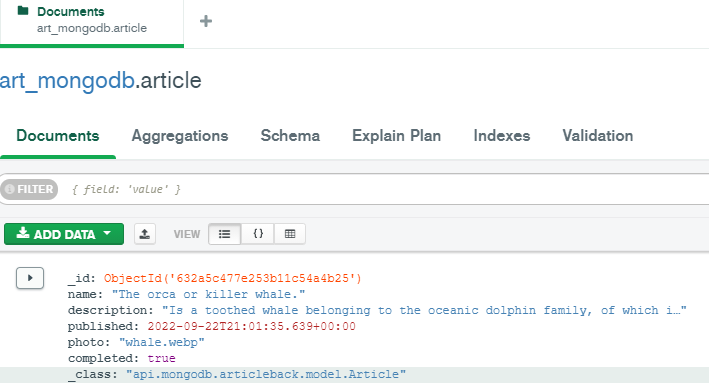 Documents
art_mongodb.article
+
art_mongodb.article
Documents Aggregations Schema Explain Plan Indexes Validation
FILTER { field: 'value' }
ADD DATA VIEW {}
_id: ObjectId('632a5c477e253b11c54a4b25')
name: "The orca or killer whale."
description: "Is a toothed whale belonging to the oceanic dolphin family, of which i…"
published: 2022-09-22T21:01:35.639+00:00
photo: "whale.webp"
completed: true
_class: "api.mongodb.articleback.model.Article"